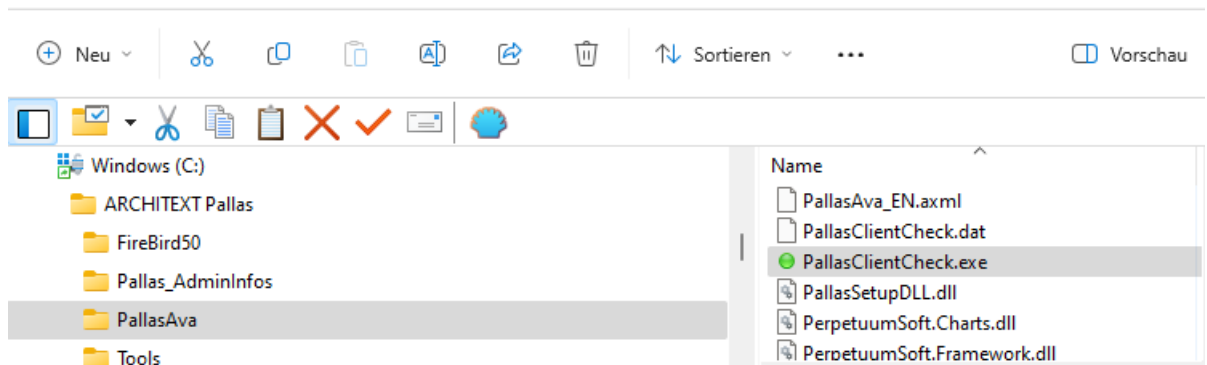 Neu
Sortieren
Vorschau
Windows (C:)
ARCHITEXT Pallas
FireBird50
Pallas_AdminInfos
PallasAva
Tools
Name
PallasAva_EN.axml
PallasClientCheck.dat
PallasClientCheck.exe
PallasSetupDLL.dll
PerpetuumSoft.Charts.dll
PerpetuumSoft.Framework.dll